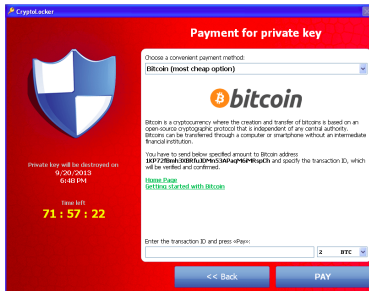 CryptoLocker
Payment for private key
Choose a convenient payment method:
Bitcoin (most cheap option)
bitcoin
Bitcoin is a cryptocurrency where the creation and transfer of bitcoins is based on an
open-source cryptographic protocol that is independent of any central authority.
Bitcoins can be transferred through a computer or smartphone without an intermediate
financial institution.
You have to send below specified amount to Bitcoin address
and specify the transaction ID, which
will be verified and confirmed.
Home Page
Getting started with Bitcoin
Private key will be destroyed on
9/20/2013
6:48 PM
Time left
71 : 57 : 22
Enter the transaction ID and press «Pay»:
2 BTC
<< Back
PAY